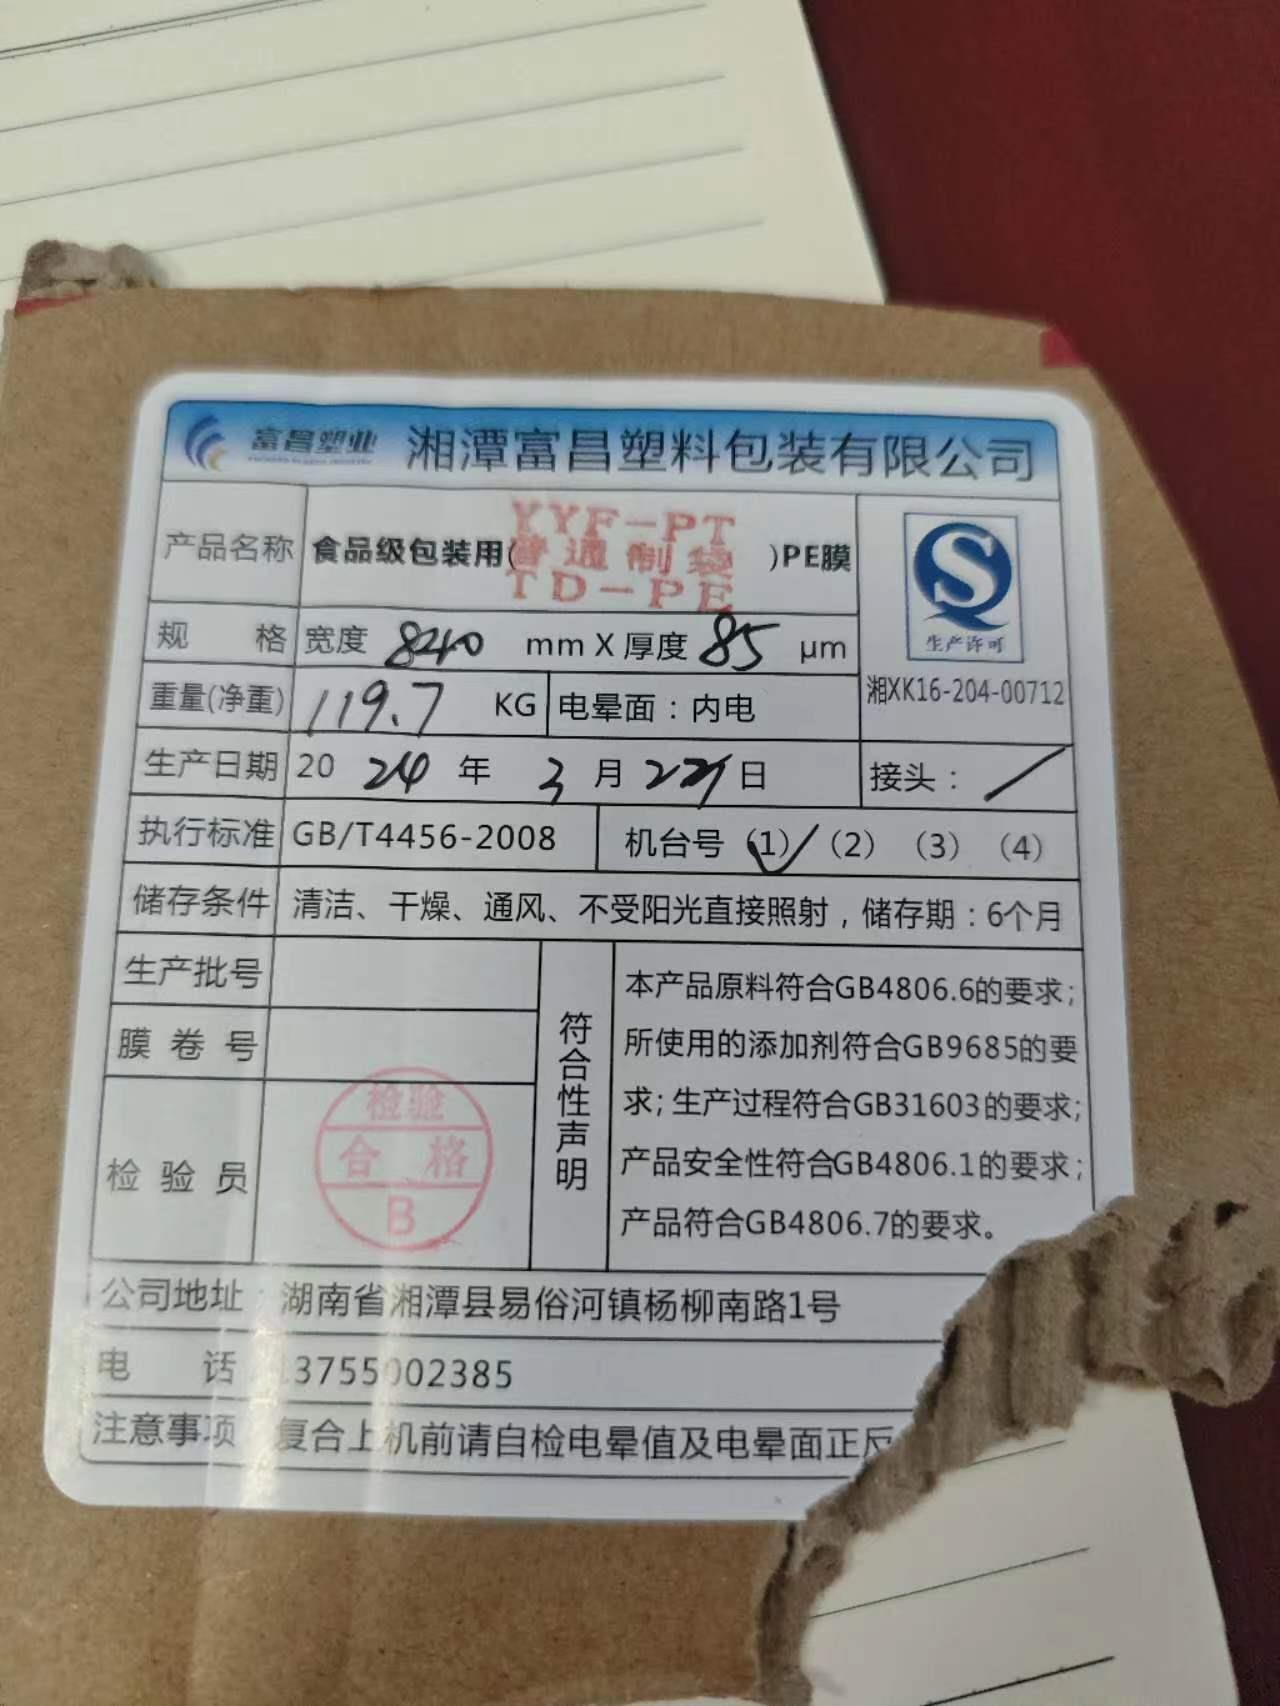 富昌塑业 湘潭富昌塑料包装有限公司
产品名称 食品级包装用(
YYF-PT
普通制袋
TD-PE
)PE膜
生产许可
湘XK16-204-00712
规 格 宽度 840 mm X 厚度 85 μm
重量(净重) 119.7 KG 电晕面：内电
生产日期 20 24 年 3 月 22 日 接头： /
执行标准 GB/T4456-2008 机台号 (1) (2) (3) (4)
储存条件 清洁、干燥、通风、不受阳光直接照射，储存期：6个月
生产批号
膜 卷 号
检 验 员
检验
合 格
B
符合性声明
本产品原料符合GB4806.6的要求;
所使用的添加剂符合GB9685的要
求; 生产过程符合GB31603的要求;
产品安全性符合GB4806.1的要求;
产品符合GB4806.7的要求。
公司地址 湖南省湘潭县易俗河镇杨柳南路1号
电 话 13755002385
注意事项 复合上机前请自检电晕值及电晕面正反